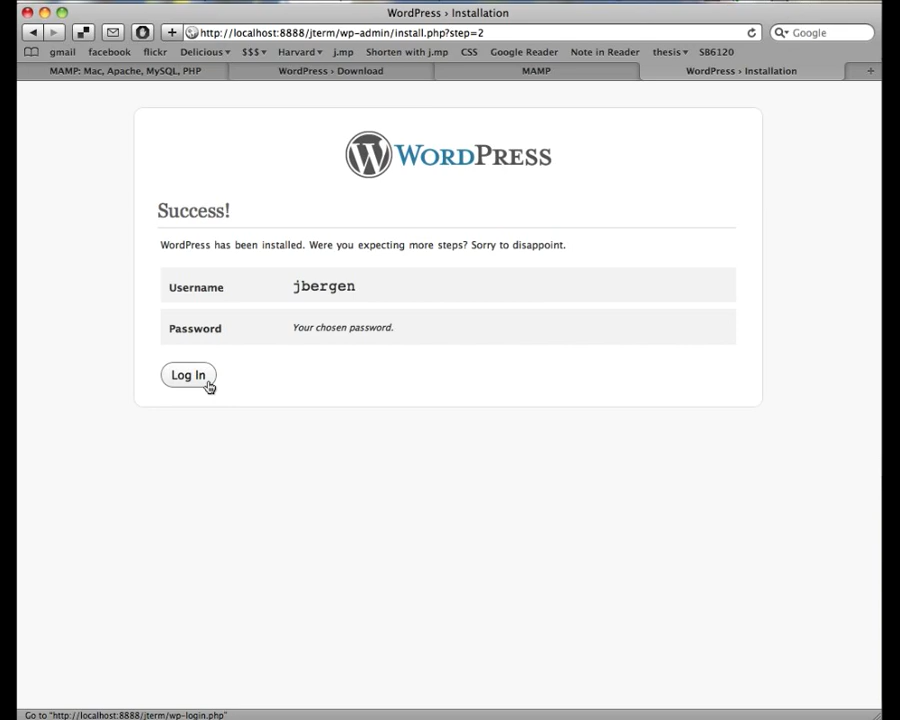 WordPress › Installation
http://localhost:8888/jterm/wp-admin/install.php?step=2
Google
gmail facebook flickr Delicious $$$ Harvard j.mp Shorten with j.mp CSS Google Reader Note in Reader thesis SB6120
MAMP: Mac, Apache, MySQL, PHP WordPress › Download MAMP WordPress › Installation
WORDPRESS
Success!
WordPress has been installed. Were you expecting more steps? Sorry to disappoint.
Username jbergen
Password Your chosen password.
Log In
Go to "http://localhost:8888/jterm/wp-login.php"